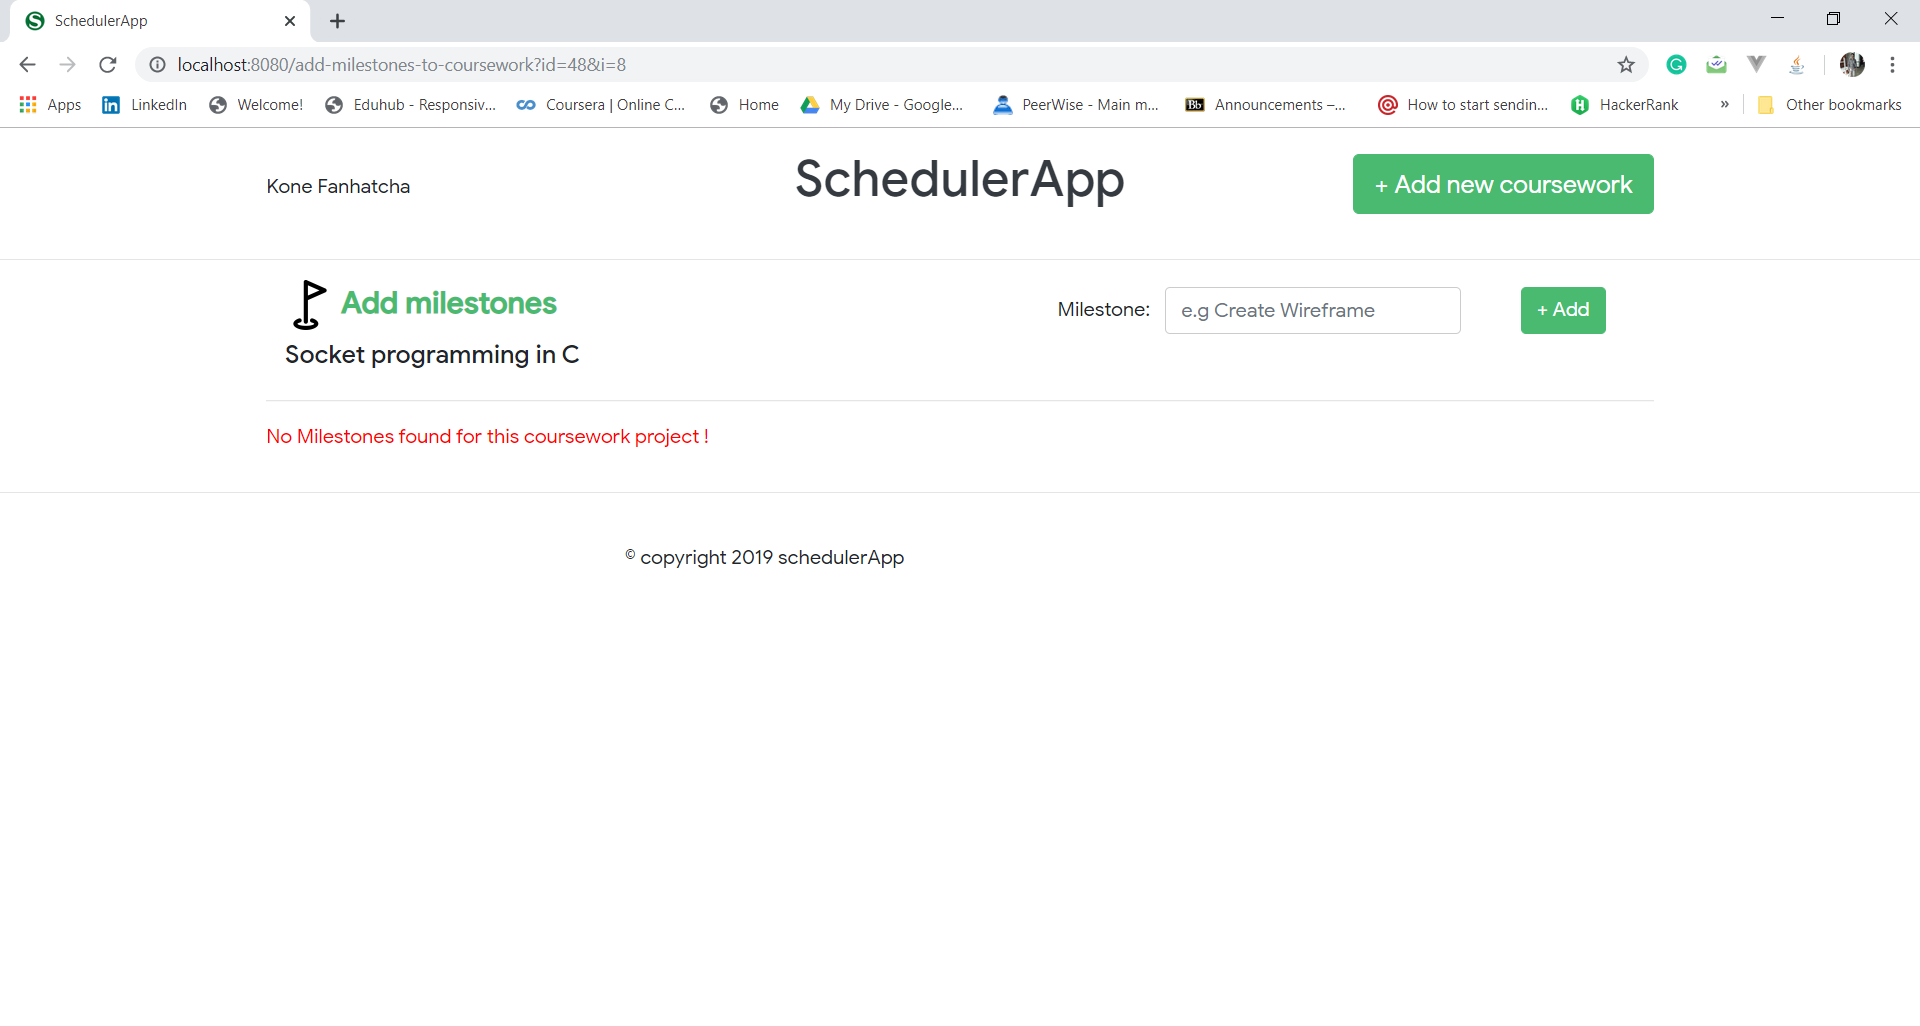 SchedulerApp
localhost:8080/add-milestones-to-coursework?id=48&i=8
Apps LinkedIn Welcome! Eduhub - Responsiv... Coursera | Online C... Home My Drive - Google... PeerWise - Main m... Bb Announcements –... How to start sendin... HackerRank » Other bookmarks
Kone Fanhatcha SchedulerApp + Add new coursework
Add milestones Milestone: e.g Create Wireframe + Add
Socket programming in C
No Milestones found for this coursework project !
© copyright 2019 schedulerApp